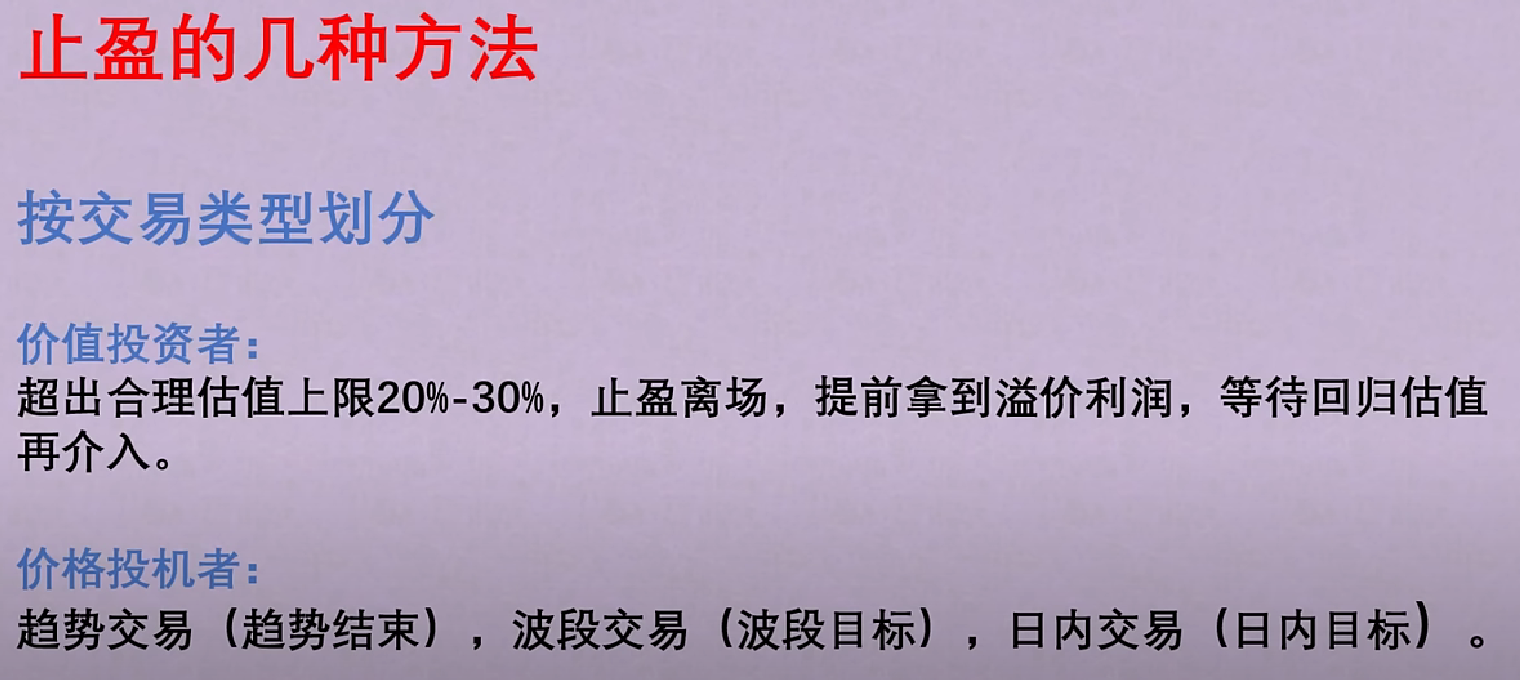 止盈的几种方法
按交易类型划分
价值投资者：
超出合理估值上限20%-30%，止盈离场，提前拿到溢价利润，等待回归估值
再介入。
价格投机者：
趋势交易（趋势结束），波段交易（波段目标），日内交易（日内目标）。